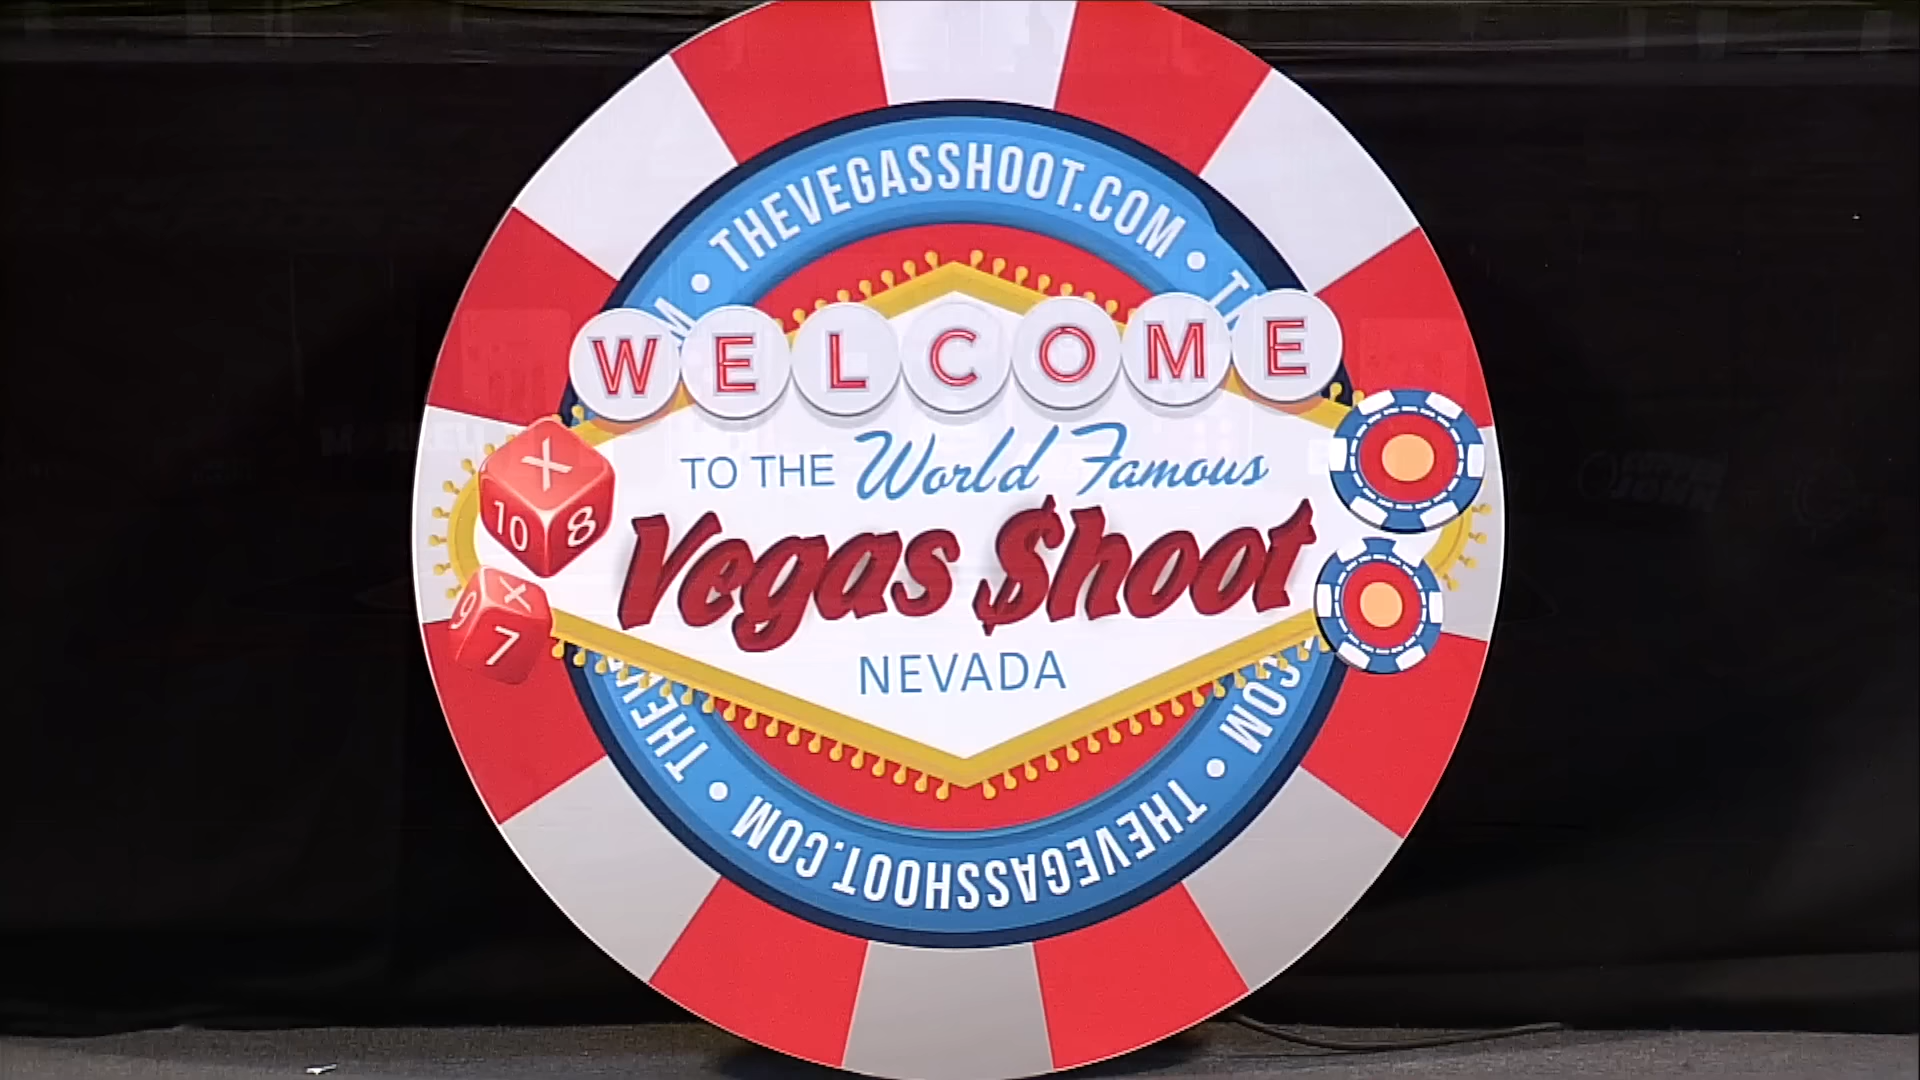 THEVEGASSHOOT.COM
WELCOME
TO THE World Famous
Vegas $hoot
NEVADA
X
10 8
9 X
7
THEVEGASSHOOT.COM